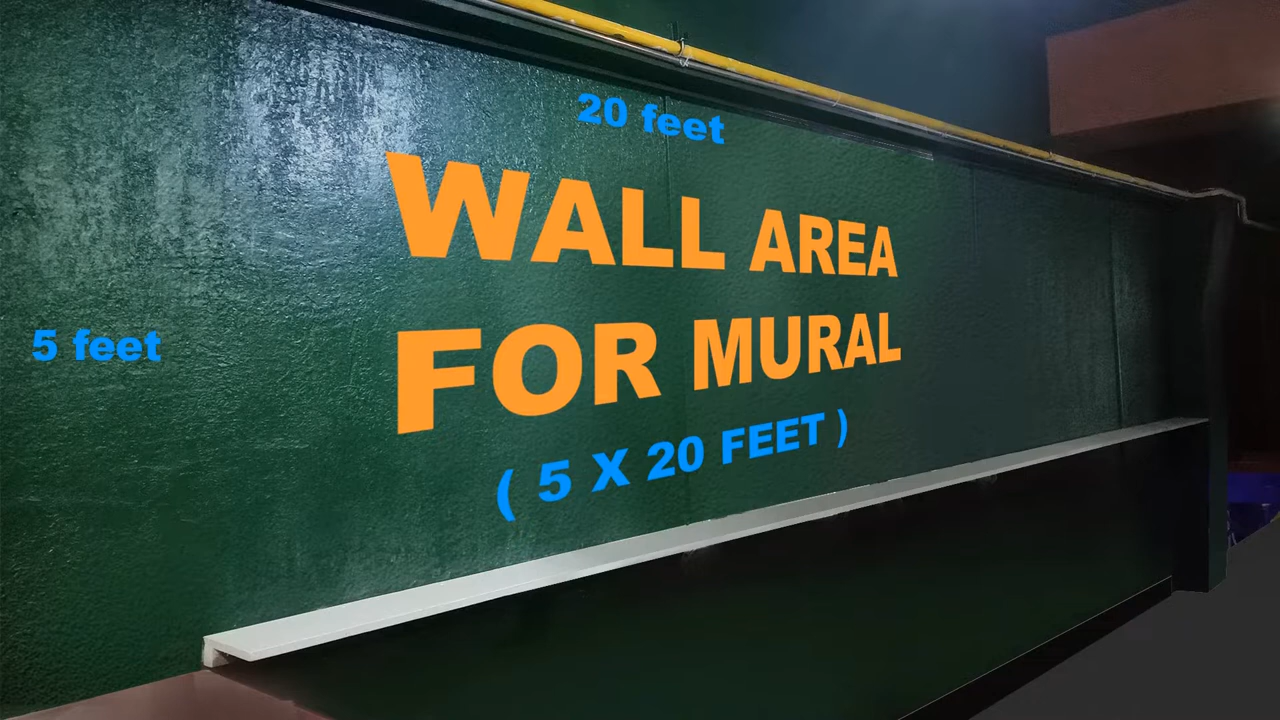 20 feet
WALL AREA
FOR MURAL
5 feet
( 5 X 20 FEET )